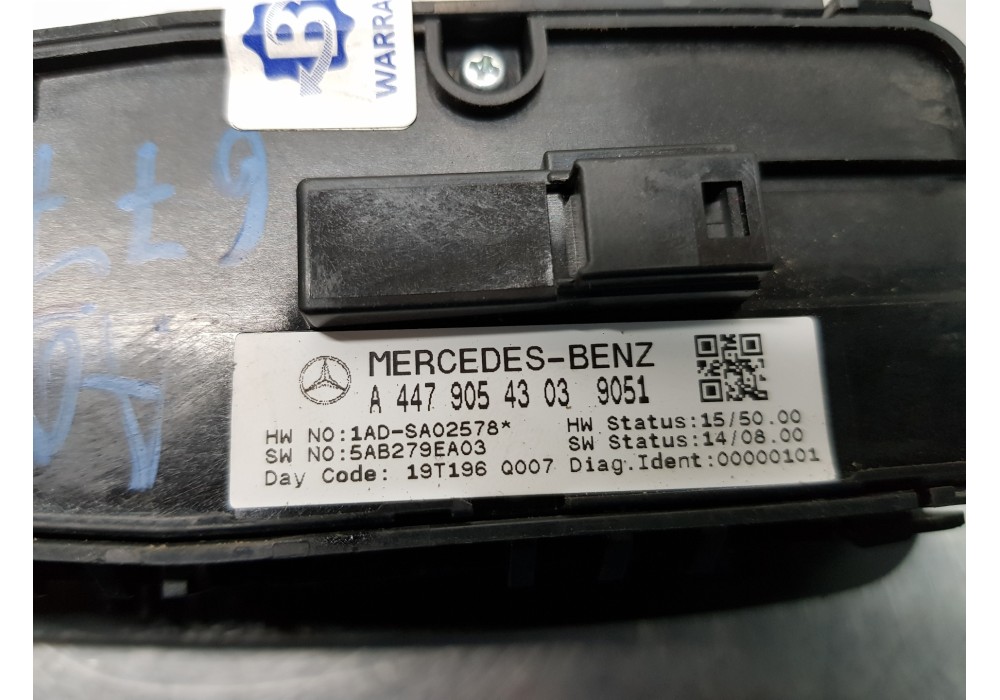 B
WARRA
677
MERCEDES-BENZ
A 447 905 43 03 9051
HW NO:1AD-SA02578* HW Status:15/50.00
SW NO:5AB279EA03 SW Status:14/08.00
Day Code: 19T196 Q007 Diag.Ident:00000101